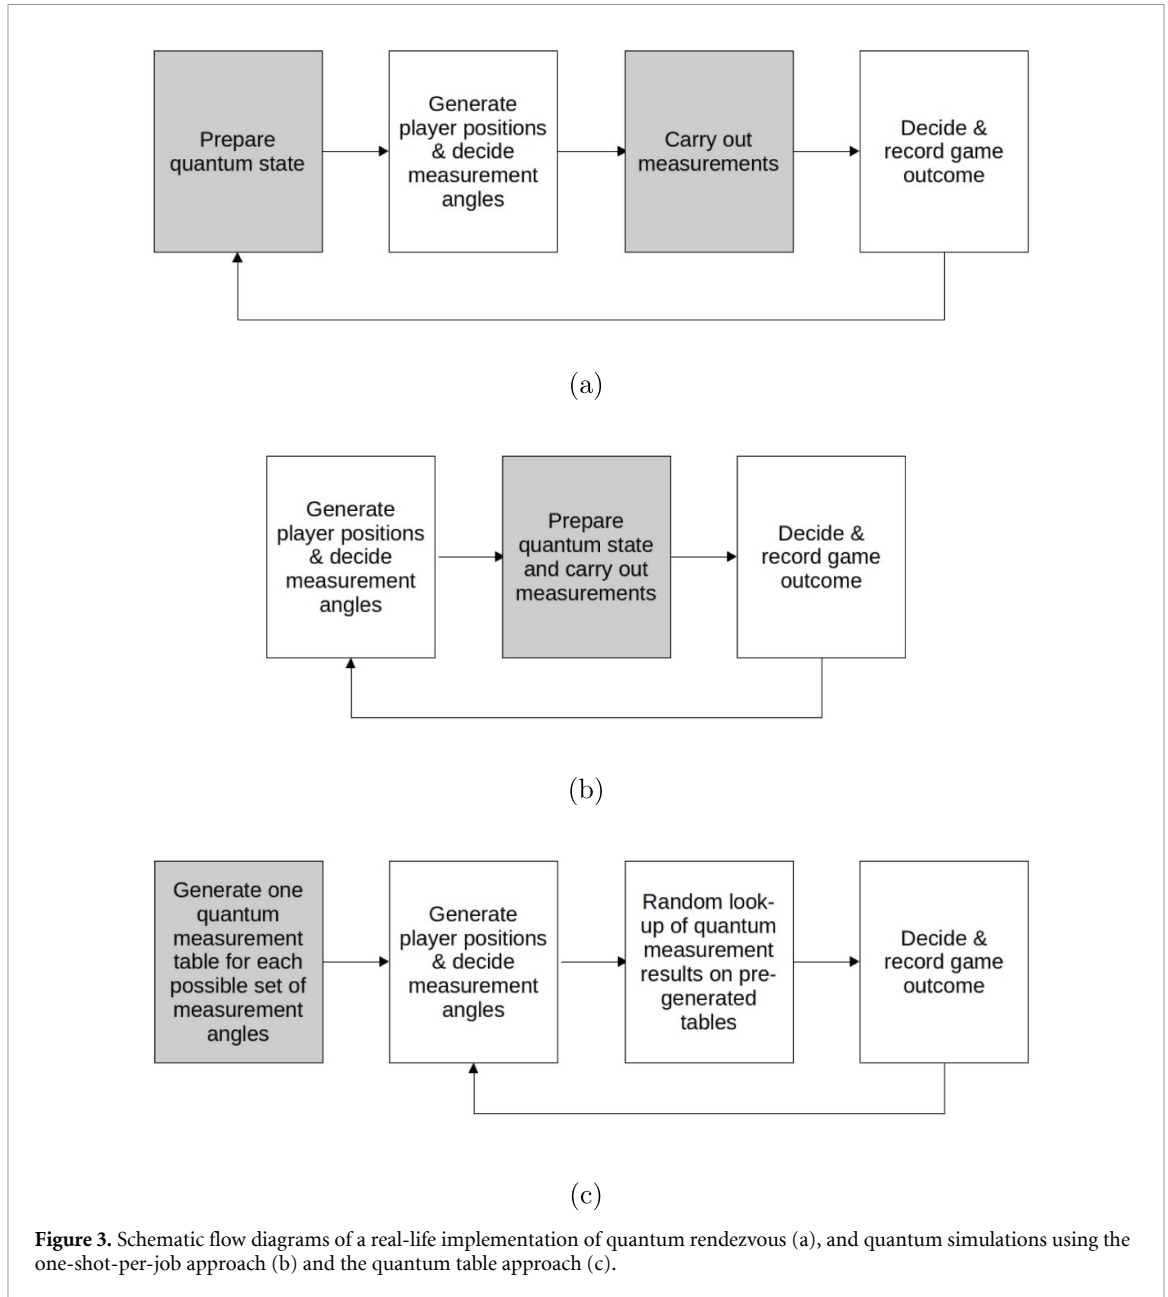 Prepare
quantum state
Generate
player positions
& decide
measurement
angles
Carry out
measurements
Decide &
record game
outcome
(a)
Generate
player positions
& decide
measurement
angles
Prepare
quantum state
and carry out
measurements
Decide &
record game
outcome
(b)
Generate one
quantum
measurement
table for each
possible set of
measurement
angles
Generate
player positions
& decide
measurement
angles
Random look-
up of quantum
measurement
results on pre-
generated
tables
Decide &
record game
outcome
(c)
Figure 3. Schematic flow diagrams of a real-life implementation of quantum rendezvous (a), and quantum simulations using the
one-shot-per-job approach (b) and the quantum table approach (c).